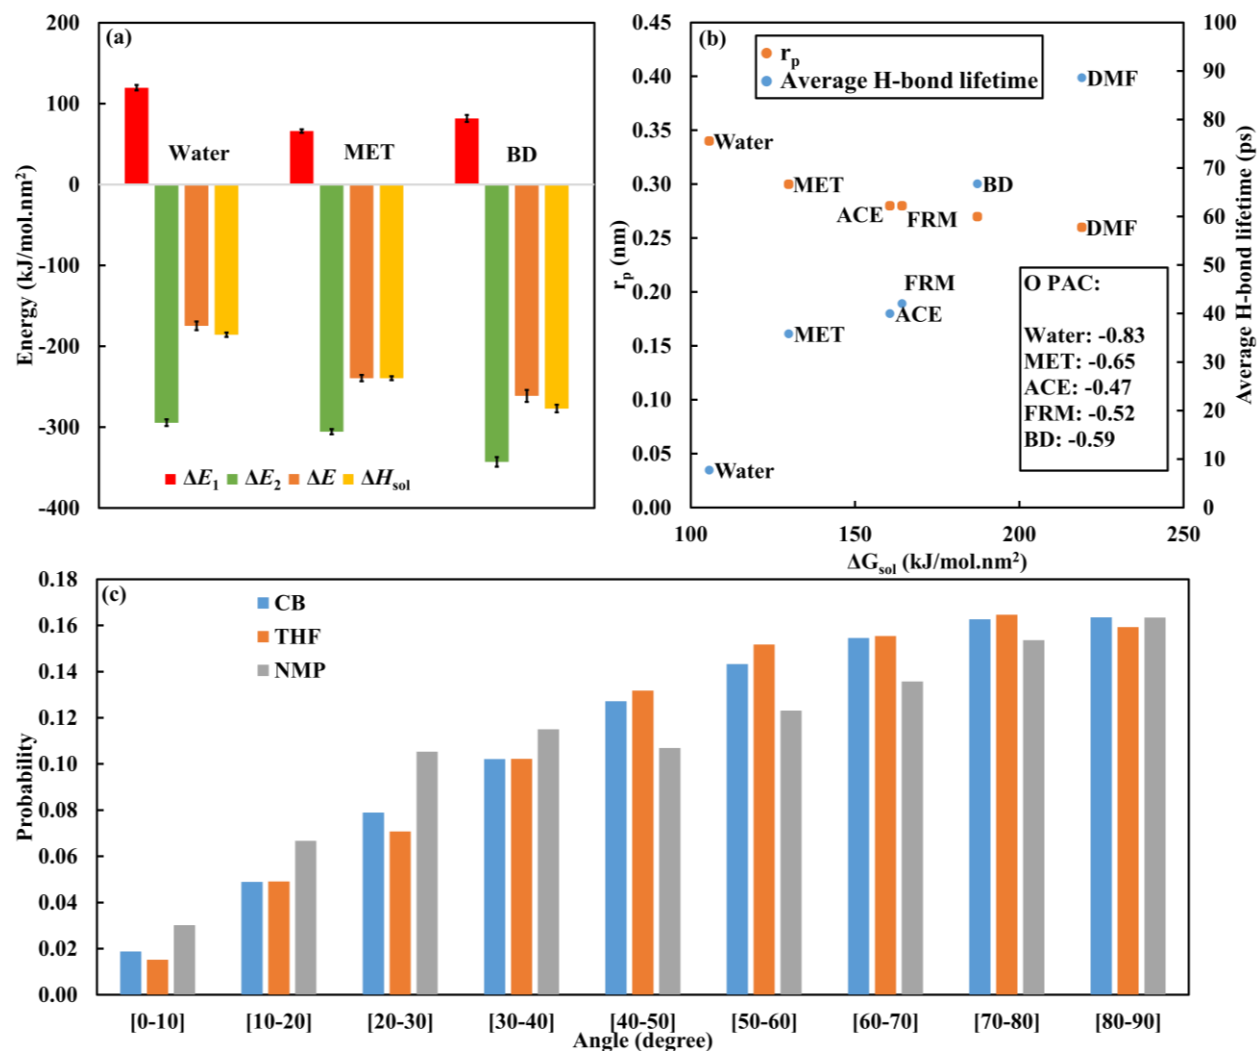 (a)
200
100
0
-100
-200
-300
-400
Energy (kJ/mol.nm²)
Water MET BD
ΔE₁ ΔE₂ ΔE ΔHₛₒₗ
(b)
rₚ
Average H-bond lifetime
0.45
0.40
0.35
0.30
0.25
0.20
0.15
0.10
0.05
0.00
rₚ (nm)
100
90
80
70
60
50
40
30
20
10
0
Average H-bond lifetime (ps)
DMF
Water
MET
BD
ACE
FRM
DMF
FRM
ACE
MET
Water
O PAC:
Water: -0.83
MET: -0.65
ACE: -0.47
FRM: -0.52
BD: -0.59
100 150 200 250
ΔGₛₒₗ (kJ/mol.nm²)
(c)
CB
THF
NMP
0.18
0.16
0.14
0.12
0.10
0.08
0.06
0.04
0.02
0.00
Probability
[0-10] [10-20] [20-30] [30-40] [40-50] [50-60] [60-70] [70-80] [80-90]
Angle (degree)